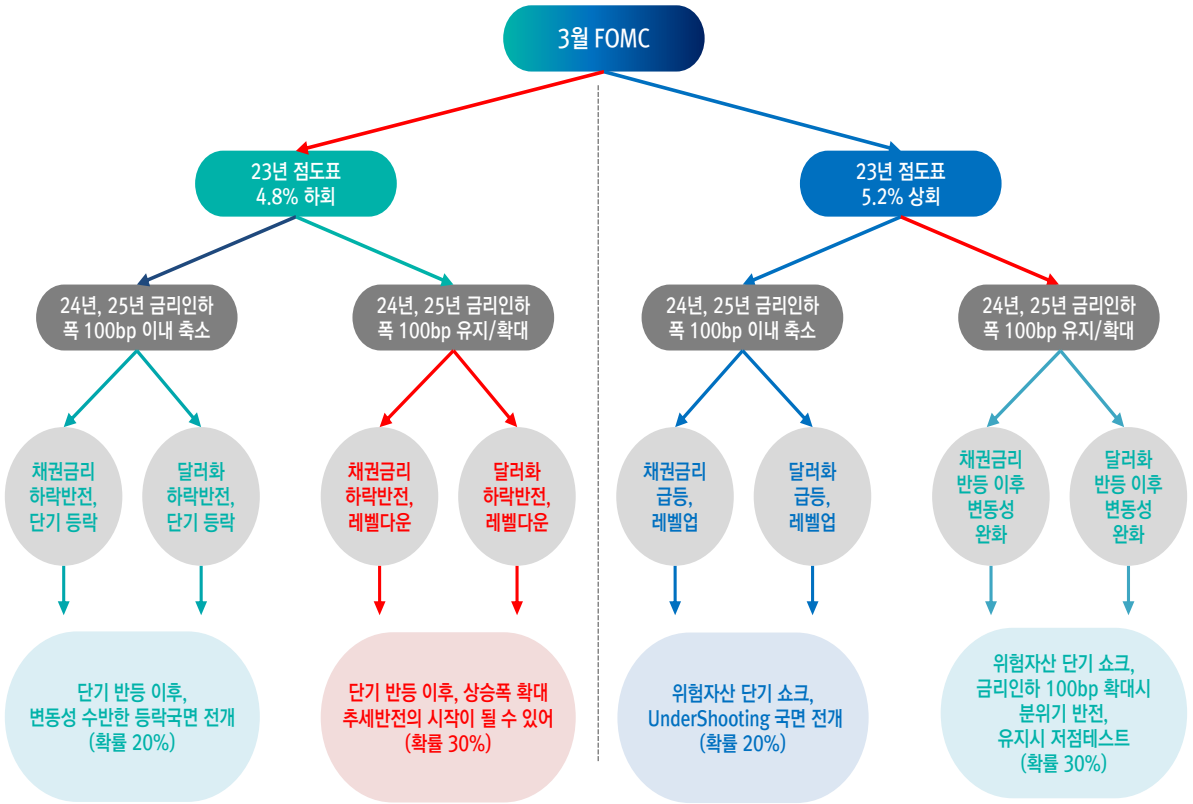 3월 FOMC
23년 점도표
4.8% 하회
23년 점도표
5.2% 상회
24년, 25년 금리인하
폭 100bp 이내 축소
24년, 25년 금리인하
폭 100bp 유지/확대
24년, 25년 금리인하
폭 100bp 이내 축소
24년, 25년 금리인하
폭 100bp 유지/확대
채권금리
하락반전,
단기 등락
달러화
하락반전,
단기 등락
채권금리
하락반전,
레벨다운
달러화
하락반전,
레벨다운
채권금리
급등,
레벨업
달러화
급등,
레벨업
채권금리
반등 이후
변동성
완화
달러화
반등 이후
변동성
완화
단기 반등 이후,
변동성 수반한 등락국면 전개
(확률 20%)
단기 반등 이후, 상승폭 확대
추세반전의 시작이 될 수 있어
(확률 30%)
위험자산 단기 쇼크,
UnderShooting 국면 전개
(확률 20%)
위험자산 단기 쇼크,
금리인하 100bp 확대시
분위기 반전,
유지시 저점테스트
(확률 30%)